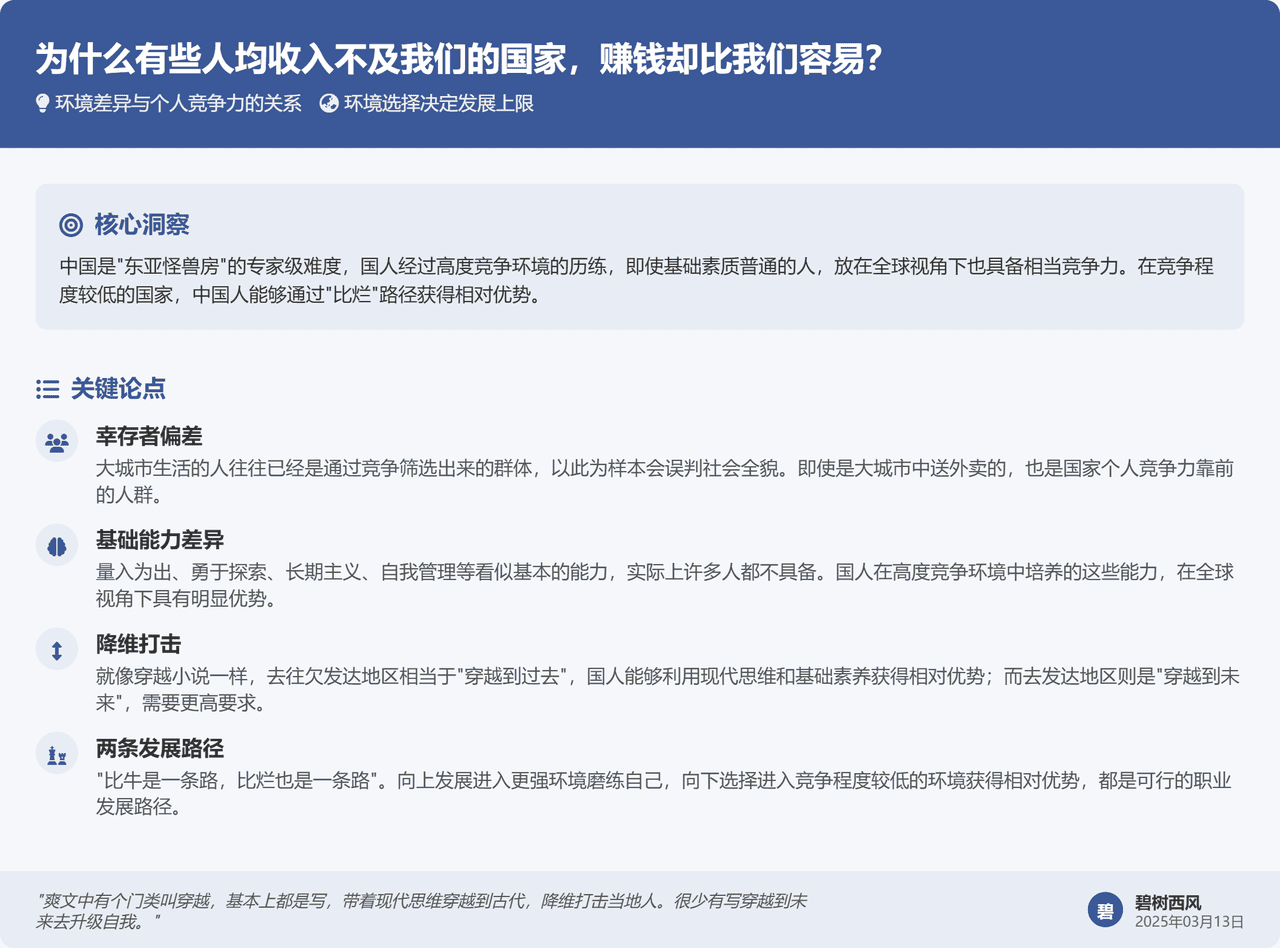 为什么有些人均收入不及我们的国家，赚钱却比我们容易？
环境差异与个人竞争力的关系 环境选择决定发展上限
核心洞察
中国是"东亚怪兽房"的专家级难度，国人经过高度竞争环境的历练，即使基础素质普通的人，放在全球视角下也具备相当竞争力。在竞争程
度较低的国家，中国人能够通过"比烂"路径获得相对优势。
关键论点
幸存者偏差
大城市生活的人往往已经是通过竞争筛选出来的群体，以此为样本会误判社会全貌。即使是大城市中送外卖的，也是国家个人竞争力靠前
的人群。
基础能力差异
量入为出、勇于探索、长期主义、自我管理等看似基本的能力，实际上许多人都不具备。国人在高度竞争环境中培养的这些能力，在全球
视角下具有明显优势。
降维打击
就像穿越小说一样，去往欠发达地区相当于"穿越到过去"，国人能够利用现代思维和基础素养获得相对优势；而去发达地区则是"穿越到未
来"，需要更高要求。
两条发展路径
"比牛是一条路，比烂也是一条路"。向上发展进入更强环境磨练自己，向下选择进入竞争程度较低的环境获得相对优势，都是可行的职业
发展路径。
"爽文中有个门类叫穿越，基本上都是写，带着现代思维穿越到古代，降维打击当地人。很少有写穿越到未
来去升级自我。"
碧
碧树西风
2025年03月13日